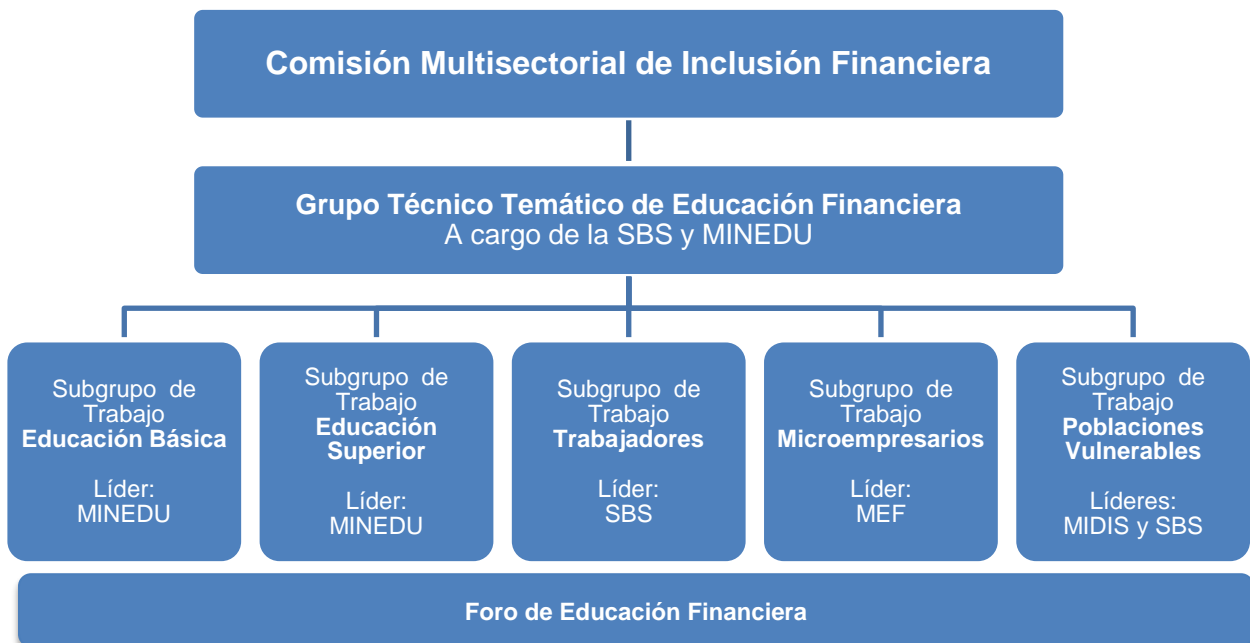 Comisión Multisectorial de Inclusión Financiera
Grupo Técnico Temático de Educación Financiera
A cargo de la SBS y MINEDU
Subgrupo de
Trabajo
Educación Básica
Líder:
MINEDU
Subgrupo de
Trabajo
Educación
Superior
Líder:
MINEDU
Subgrupo de
Trabajo
Trabajadores
Líder:
SBS
Subgrupo de
Trabajo
Microempresarios
Líder:
MEF
Subgrupo de
Trabajo
Poblaciones
Vulnerables
Líderes:
MIDIS y SBS
Foro de Educación Financiera